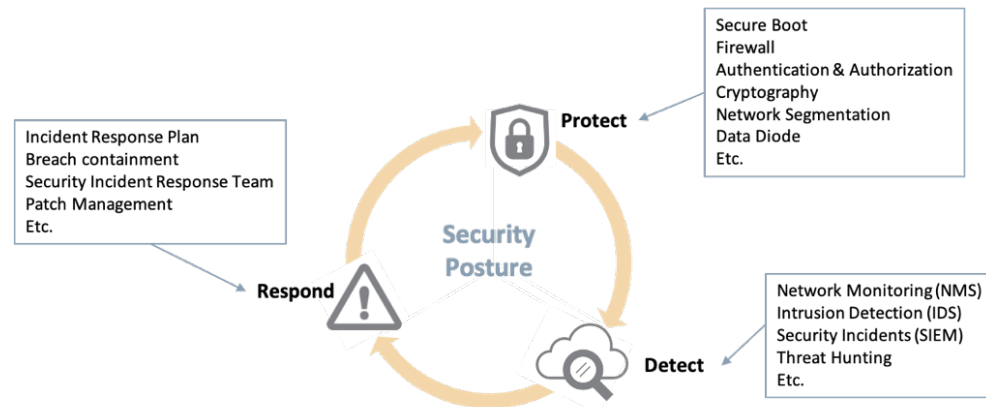 Secure Boot
Firewall
Authentication & Authorization
Cryptography
Network Segmentation
Data Diode
Etc.
Protect
Incident Response Plan
Breach containment
Security Incident Response Team
Patch Management
Etc.
Security
Posture
Respond
Network Monitoring (NMS)
Intrusion Detection (IDS)
Security Incidents (SIEM)
Threat Hunting
Etc.
Detect